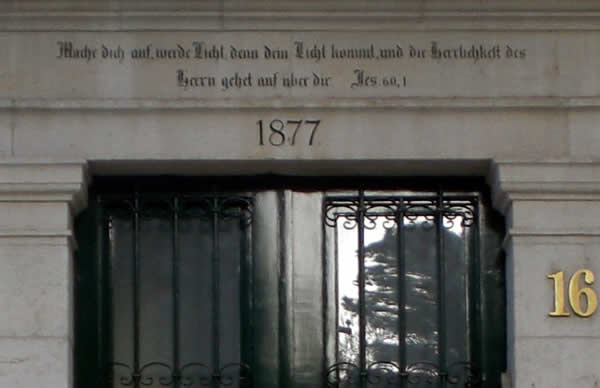 Mache dich auf, werde Licht, denn dein Licht kommt, und die Herrlichkeit des
Herrn gehet auf über dir. Jes. 60, 1
1877
16